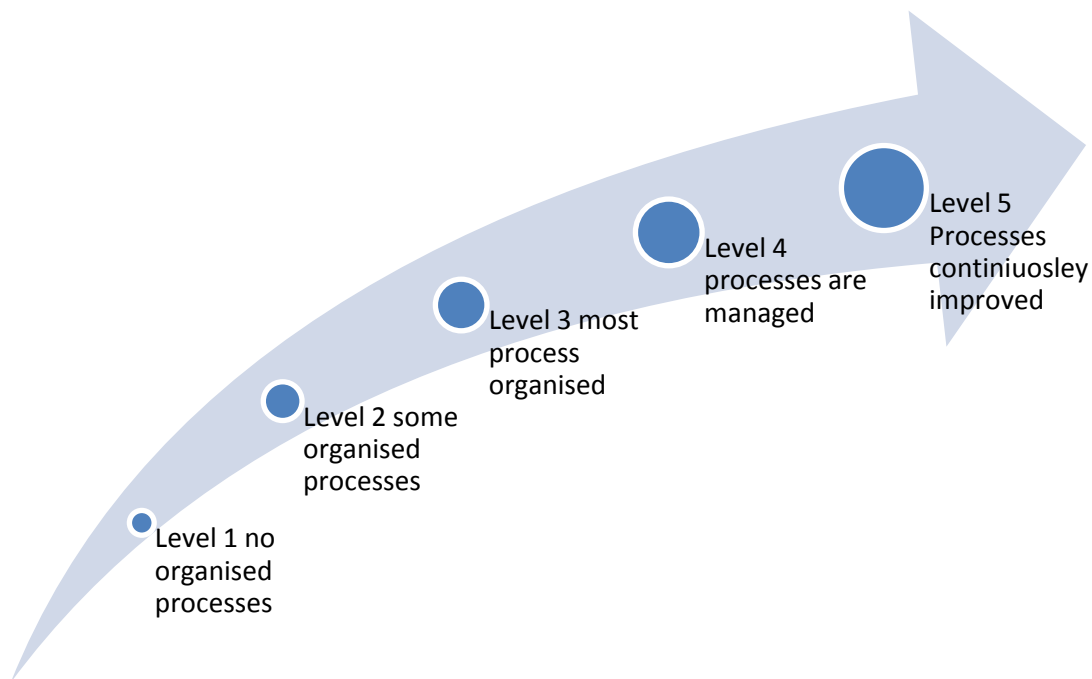 Level 1 no
organised
processes
Level 2 some
organised
processes
Level 3 most
process
organised
Level 4
processes are
managed
Level 5
Processes
continiuosley
improved